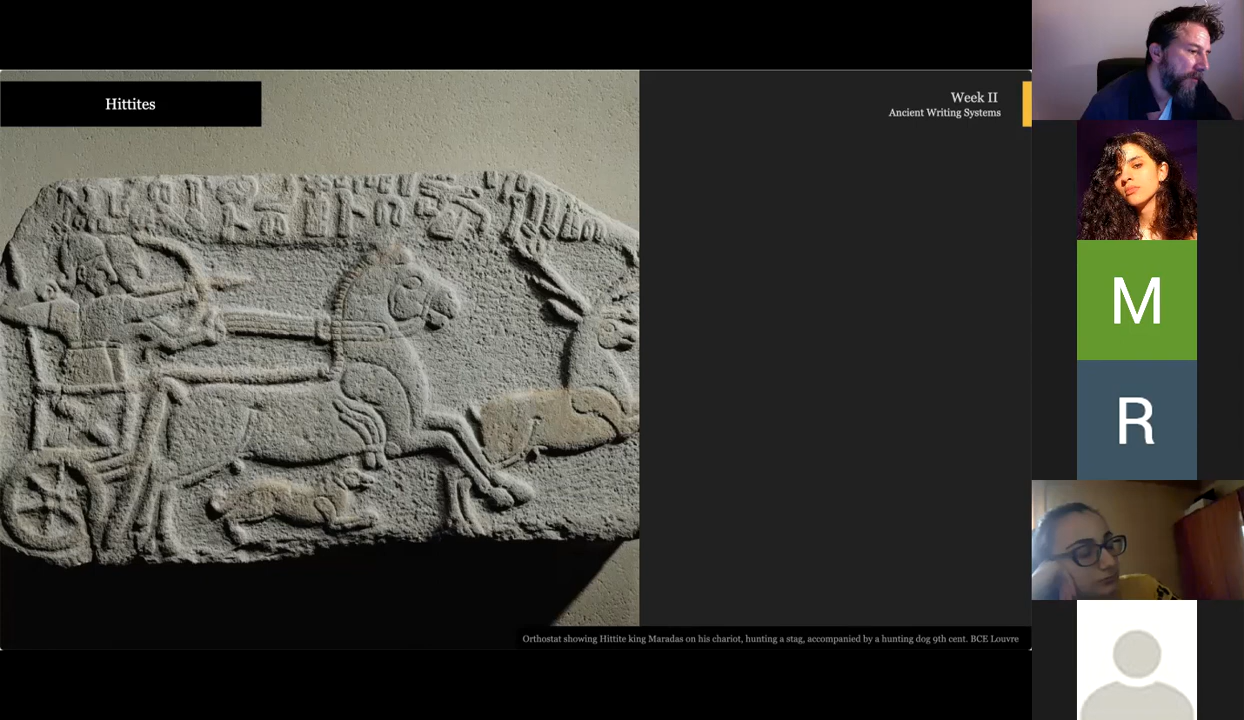 Hittites
Week II
Ancient Writing Systems
Orthostat showing Hittite king Maradas on his chariot, hunting a stag, accompanied by a hunting dog 9th cent. BCE Louvre
M
R